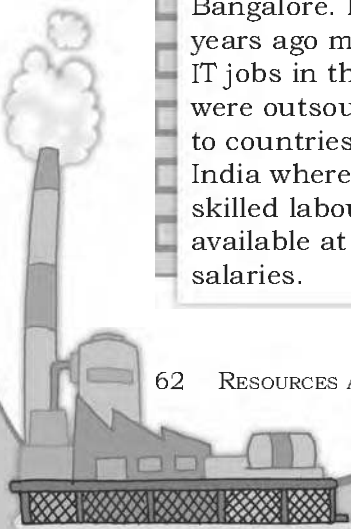 Bangalore.
years ago m
IT jobs in th
were outsou
to countries
India where
skilled labou
available at
salaries.
62 RESOURCES A